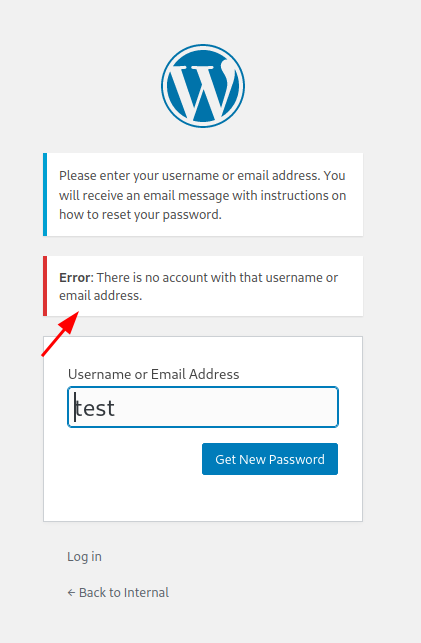 Please enter your username or email address. You
will receive an email message with instructions on
how to reset your password.
Error: There is no account with that username or
email address.
Username or Email Address
test
Get New Password
Log in
← Back to Internal